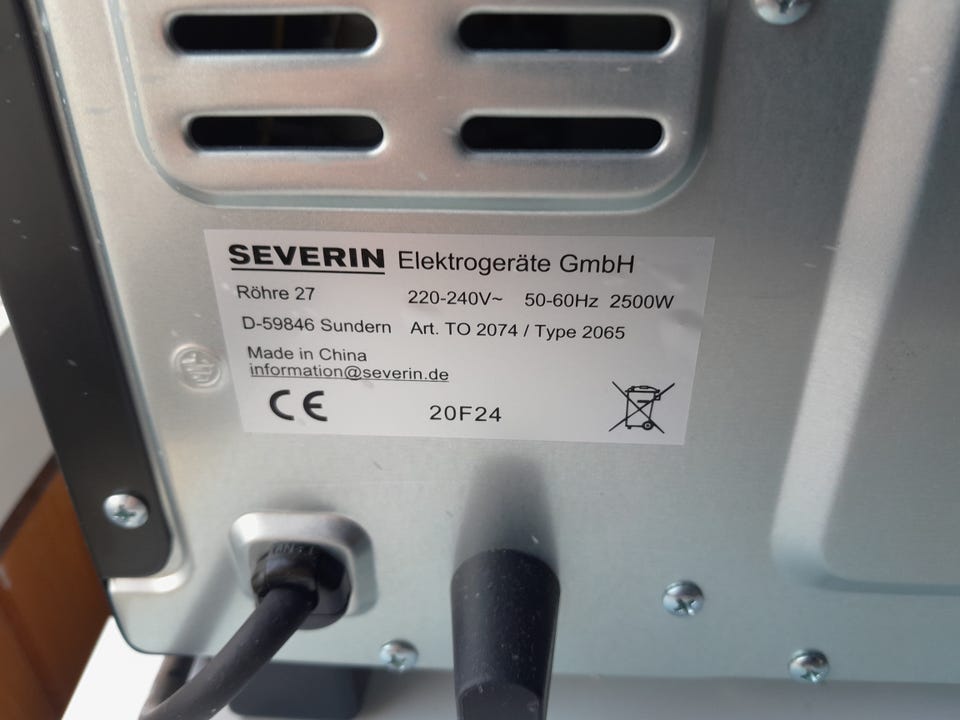 SEVERIN Elektrogeräte GmbH
Röhre 27 220-240V~ 50-60Hz 2500W
D-59846 Sundern Art. TO 2074 / Type 2065
Made in China
information@severin.de
CE 20F24